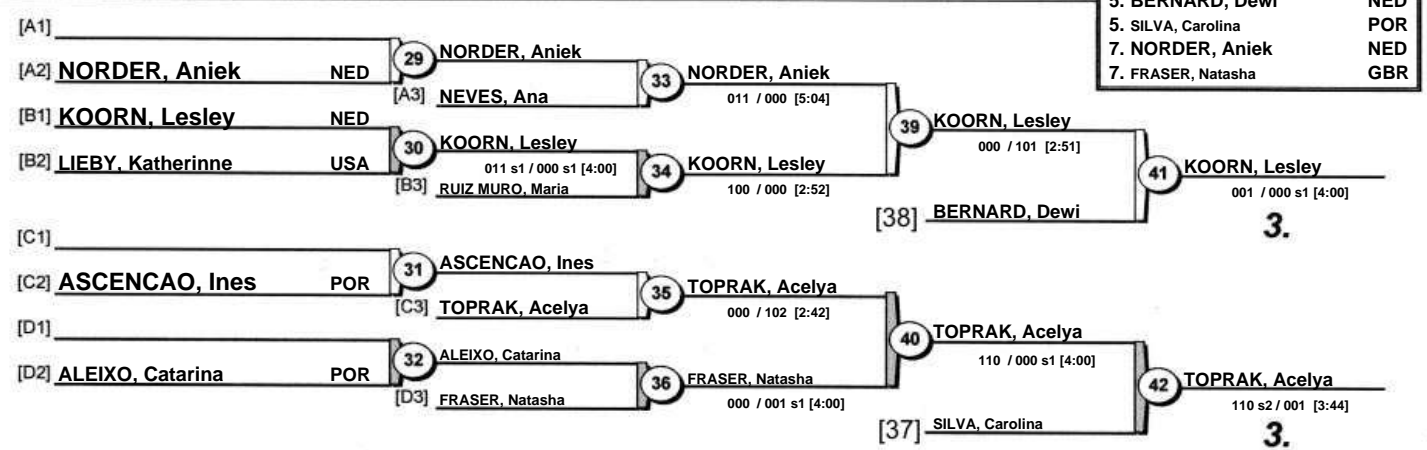 5. BERNARD, Dewi NED
5. SILVA, Carolina POR
7. NORDER, Aniek NED
7. FRASER, Natasha GBR
[A1]
[A2] NORDER, Aniek NED
29 NORDER, Aniek
[A3] NEVES, Ana
33 NORDER, Aniek
011 / 000 [5:04]
[B1] KOORN, Lesley NED
[B2] LIEBY, Katherinne USA
30 KOORN, Lesley
011 s1 / 000 s1 [4:00]
[B3] RUIZ MURO, Maria
34 KOORN, Lesley
100 / 000 [2:52]
39 KOORN, Lesley
000 / 101 [2:51]
[38] BERNARD, Dewi
41 KOORN, Lesley
001 / 000 s1 [4:00]
3.
[C1]
[C2] ASCENCAO, Ines POR
31 ASCENCAO, Ines
[C3] TOPRAK, Acelya
35 TOPRAK, Acelya
000 / 102 [2:42]
[D1]
[D2] ALEIXO, Catarina POR
32 ALEIXO, Catarina
[D3] FRASER, Natasha
36 FRASER, Natasha
000 / 001 s1 [4:00]
40 TOPRAK, Acelya
110 / 000 s1 [4:00]
[37] SILVA, Carolina
42 TOPRAK, Acelya
110 s2 / 001 [3:44]
3.